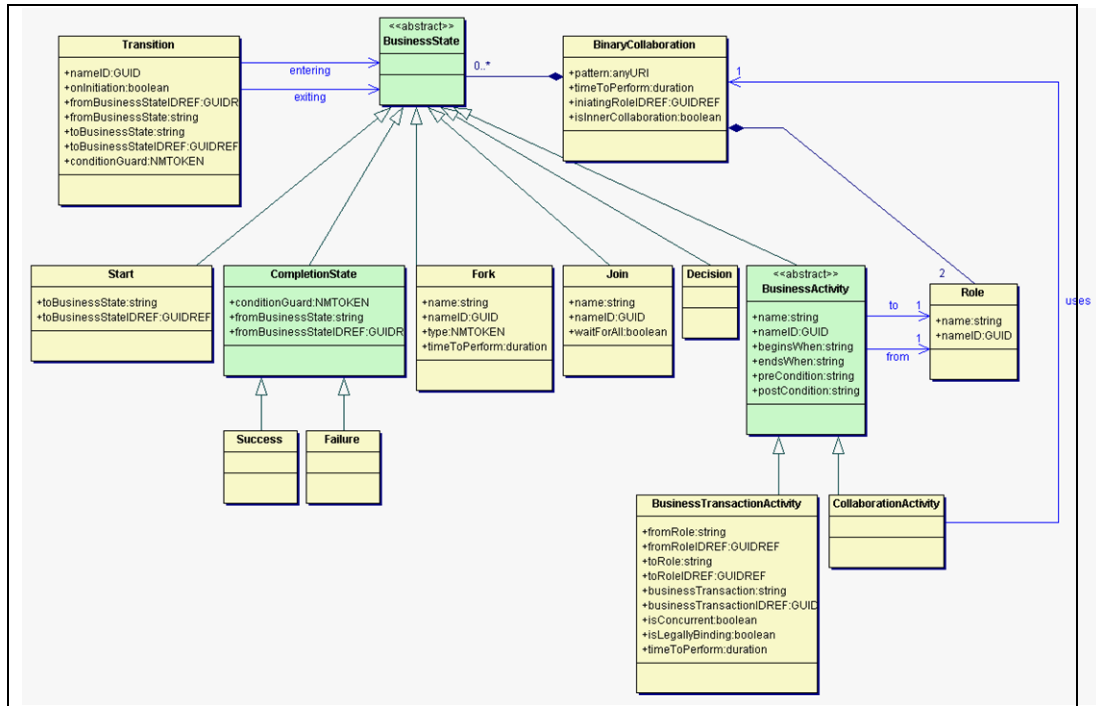 Transition
+nameID:GUID
+onInitiation:boolean
+fromBusinessStateIDREF:GUIDR
+fromBusinessState:string
+toBusinessState:string
+toBusinessStateIDREF:GUIDREF
+conditionGuard:NMTOKEN
entering
exiting
<<abstract>>
BusinessState
0..*
BinaryCollaboration
+pattern:anyURI
+timeToPerform:duration
+iniatingRoleIDREF:GUIDREF
+isInnerCollaboration:boolean
1
Start
+toBusinessState:string
+toBusinessStateIDREF:GUIDREF
CompletionState
+conditionGuard:NMTOKEN
+fromBusinessState:string
+fromBusinessStateIDREF:GUIDR
Fork
+name:string
+nameID:GUID
+type:NMTOKEN
+timeToPerform:duration
Join
+name:string
+nameID:GUID
+waitForAll:boolean
Decision
<<abstract>>
BusinessActivity
+name:string
+nameID:GUID
+beginsWhen:string
+endsWhen:string
+preCondition:string
+postCondition:string
to
1
1
from
2
Role
+name:string
+nameID:GUID
uses
Success
Failure
BusinessTransactionActivity
+fromRole:string
+fromRoleIDREF:GUIDREF
+toRole:string
+toRoleIDREF:GUIDREF
+businessTransaction:string
+businessTransactionIDREF:GUID
+isConcurrent:boolean
+isLegallyBinding:boolean
+timeToPerform:duration
CollaborationActivity